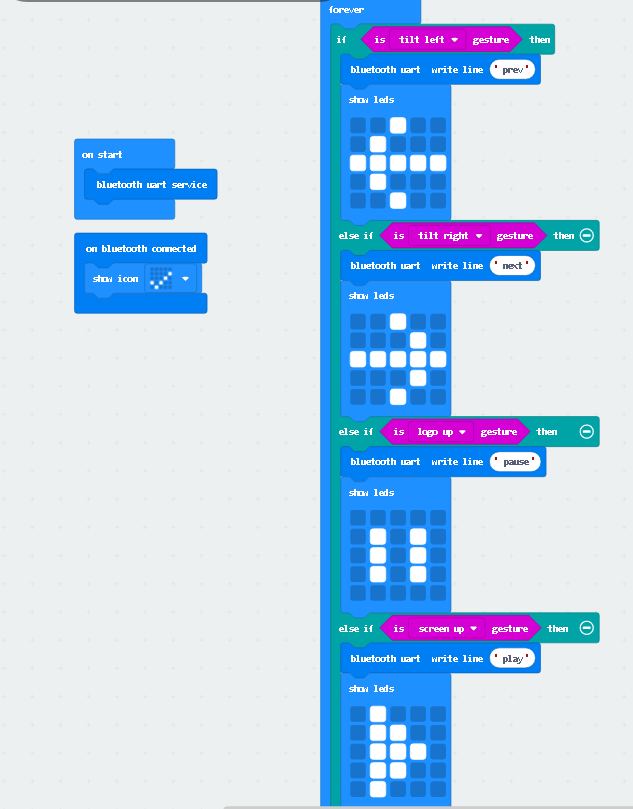 forever
if is tilt left gesture then
bluetooth uart write line "prev"
show leds
on start
bluetooth uart service
else if is tilt right gesture then
on bluetooth connected
bluetooth uart write line "next"
show icon
show leds
else if is logo up gesture then
bluetooth uart write line "pause"
show leds
else if is screen up gesture then
bluetooth uart write line "play"
show leds